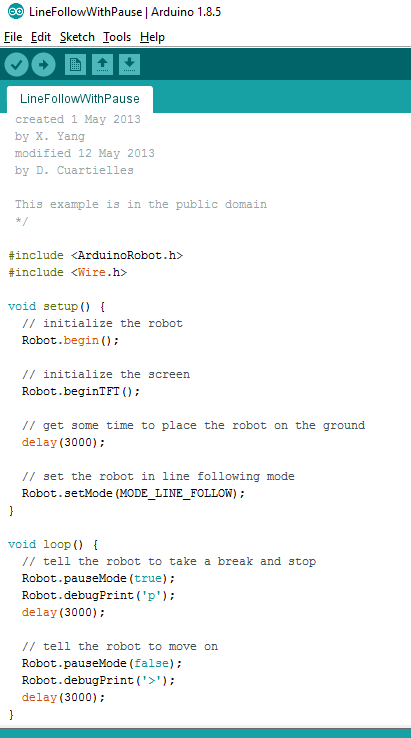 LineFollowWithPause | Arduino 1.8.5
File Edit Sketch Tools Help
LineFollowWithPause
created 1 May 2013
by X. Yang
modified 12 May 2013
by D. Cuartielles
This example is in the public domain
*/
#include <ArduinoRobot.h>
#include <Wire.h>
void setup() {
// initialize the robot
Robot.begin();
// initialize the screen
Robot.beginTFT();
// get some time to place the robot on the ground
delay(3000);
// set the robot in line following mode
Robot.setMode(MODE_LINE_FOLLOW);
}
void loop() {
// tell the robot to take a break and stop
Robot.pauseMode(true);
Robot.debugPrint('p');
delay(3000);
// tell the robot to move on
Robot.pauseMode(false);
Robot.debugPrint('>');
delay(3000);
}